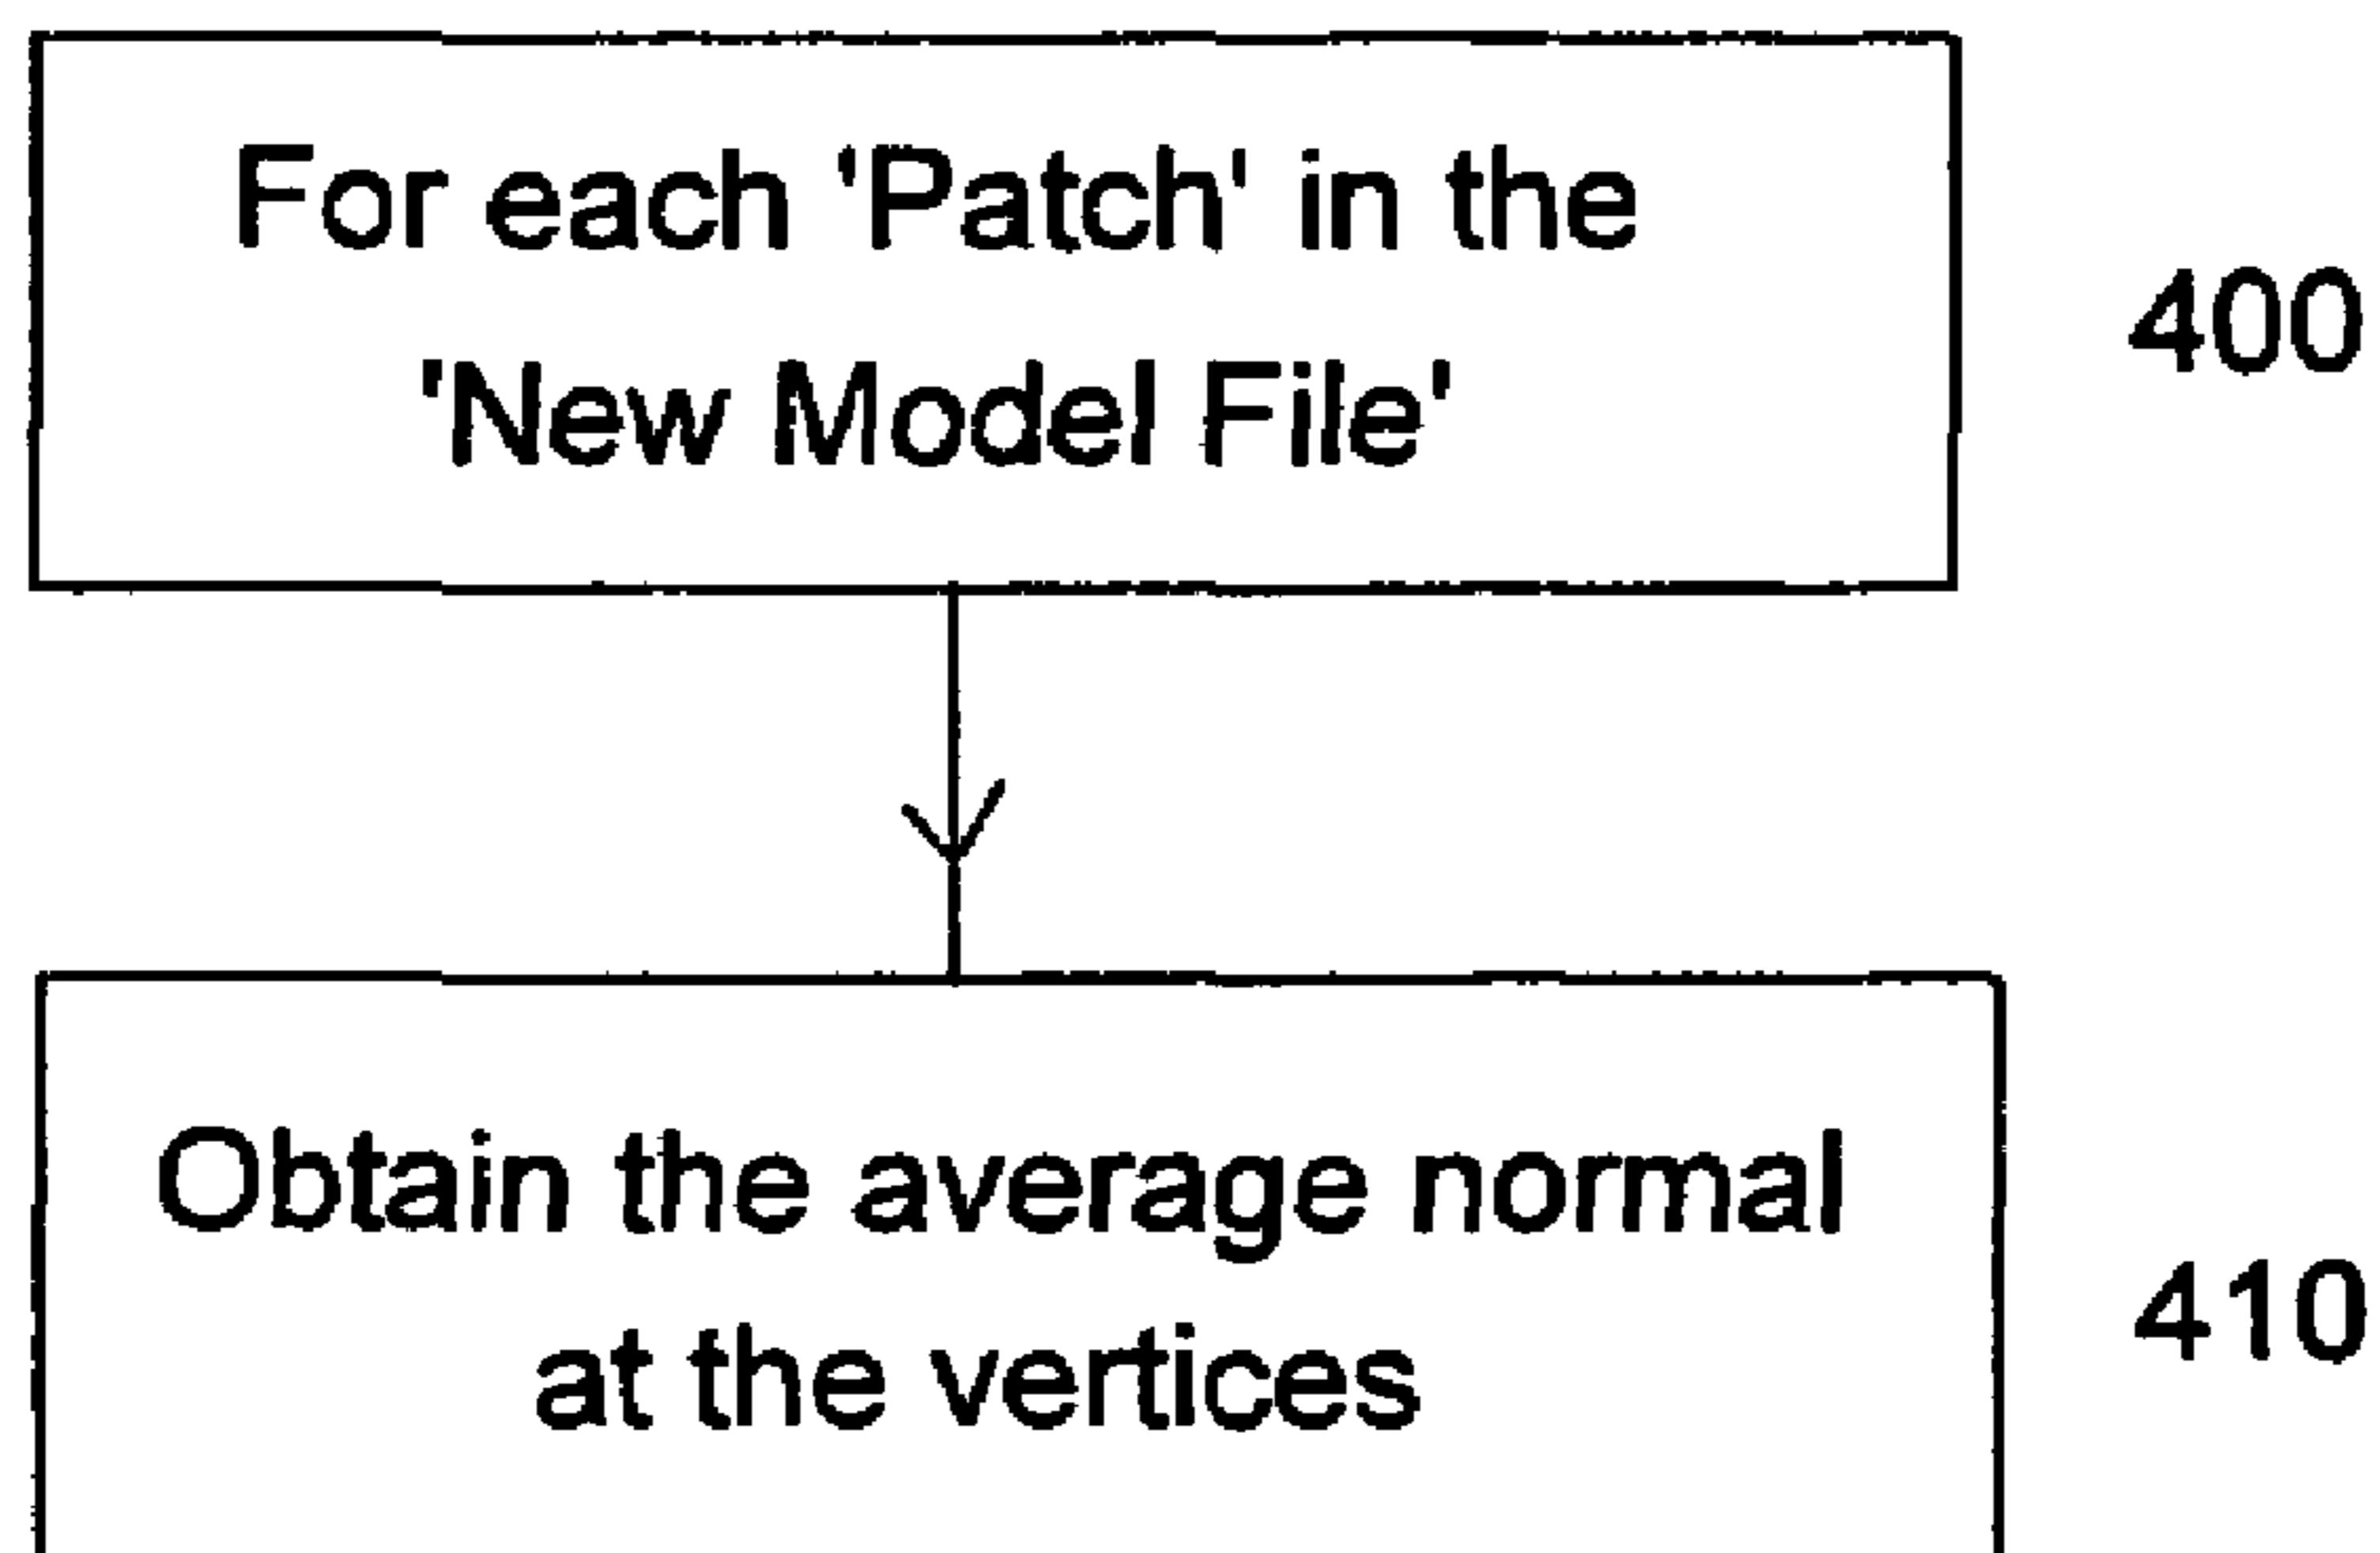 For each 'Patch' in the
'New Model File'
400
Obtain the average normal
at the vertices
410